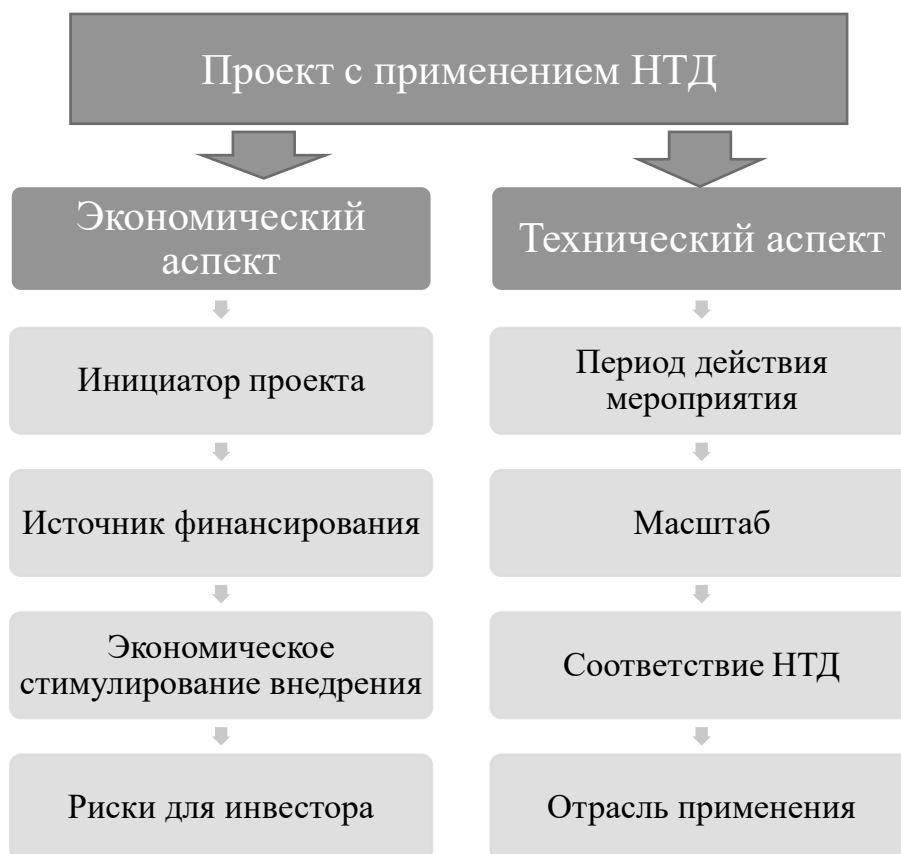 Проект с применением НТД
Экономический
аспект
Инициатор проекта
Источник финансирования
Экономическое
стимулирование внедрения
Риски для инвестора
Технический аспект
Период действия
мероприятия
Масштаб
Соответствие НТД
Отрасль применения